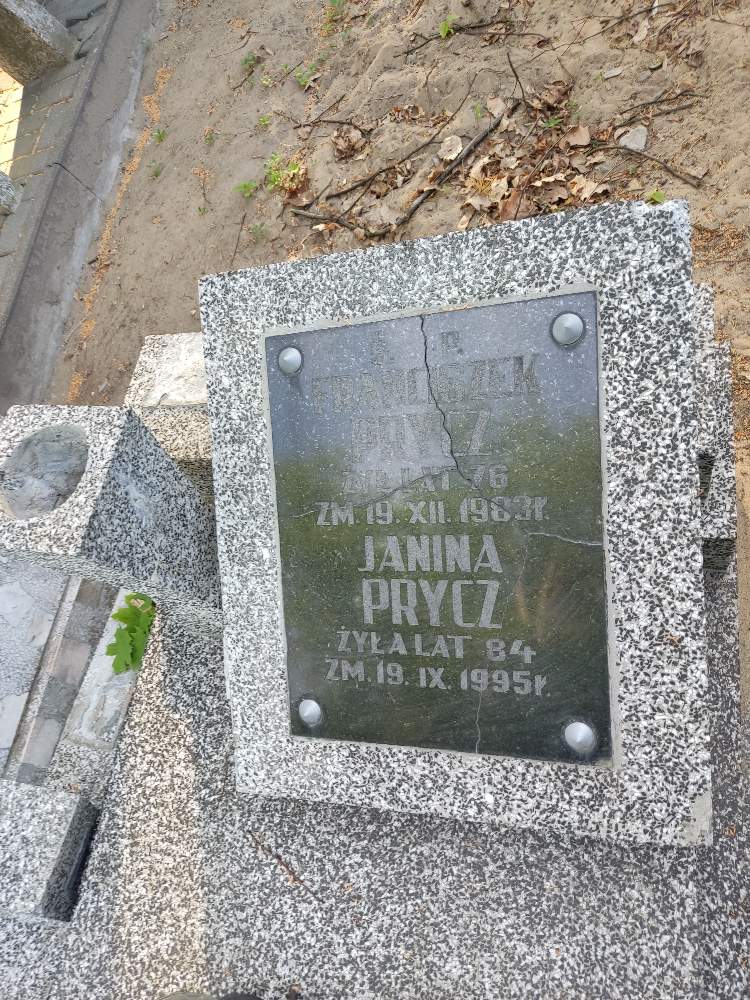 Ś. P.
FRANCISZEK
PRYCZ
ŻYŁ LAT 76
ZM. 19. XII. 1983r.
JANINA
PRYCZ
ŻYŁA LAT 84
ZM. 19. IX. 1995r.